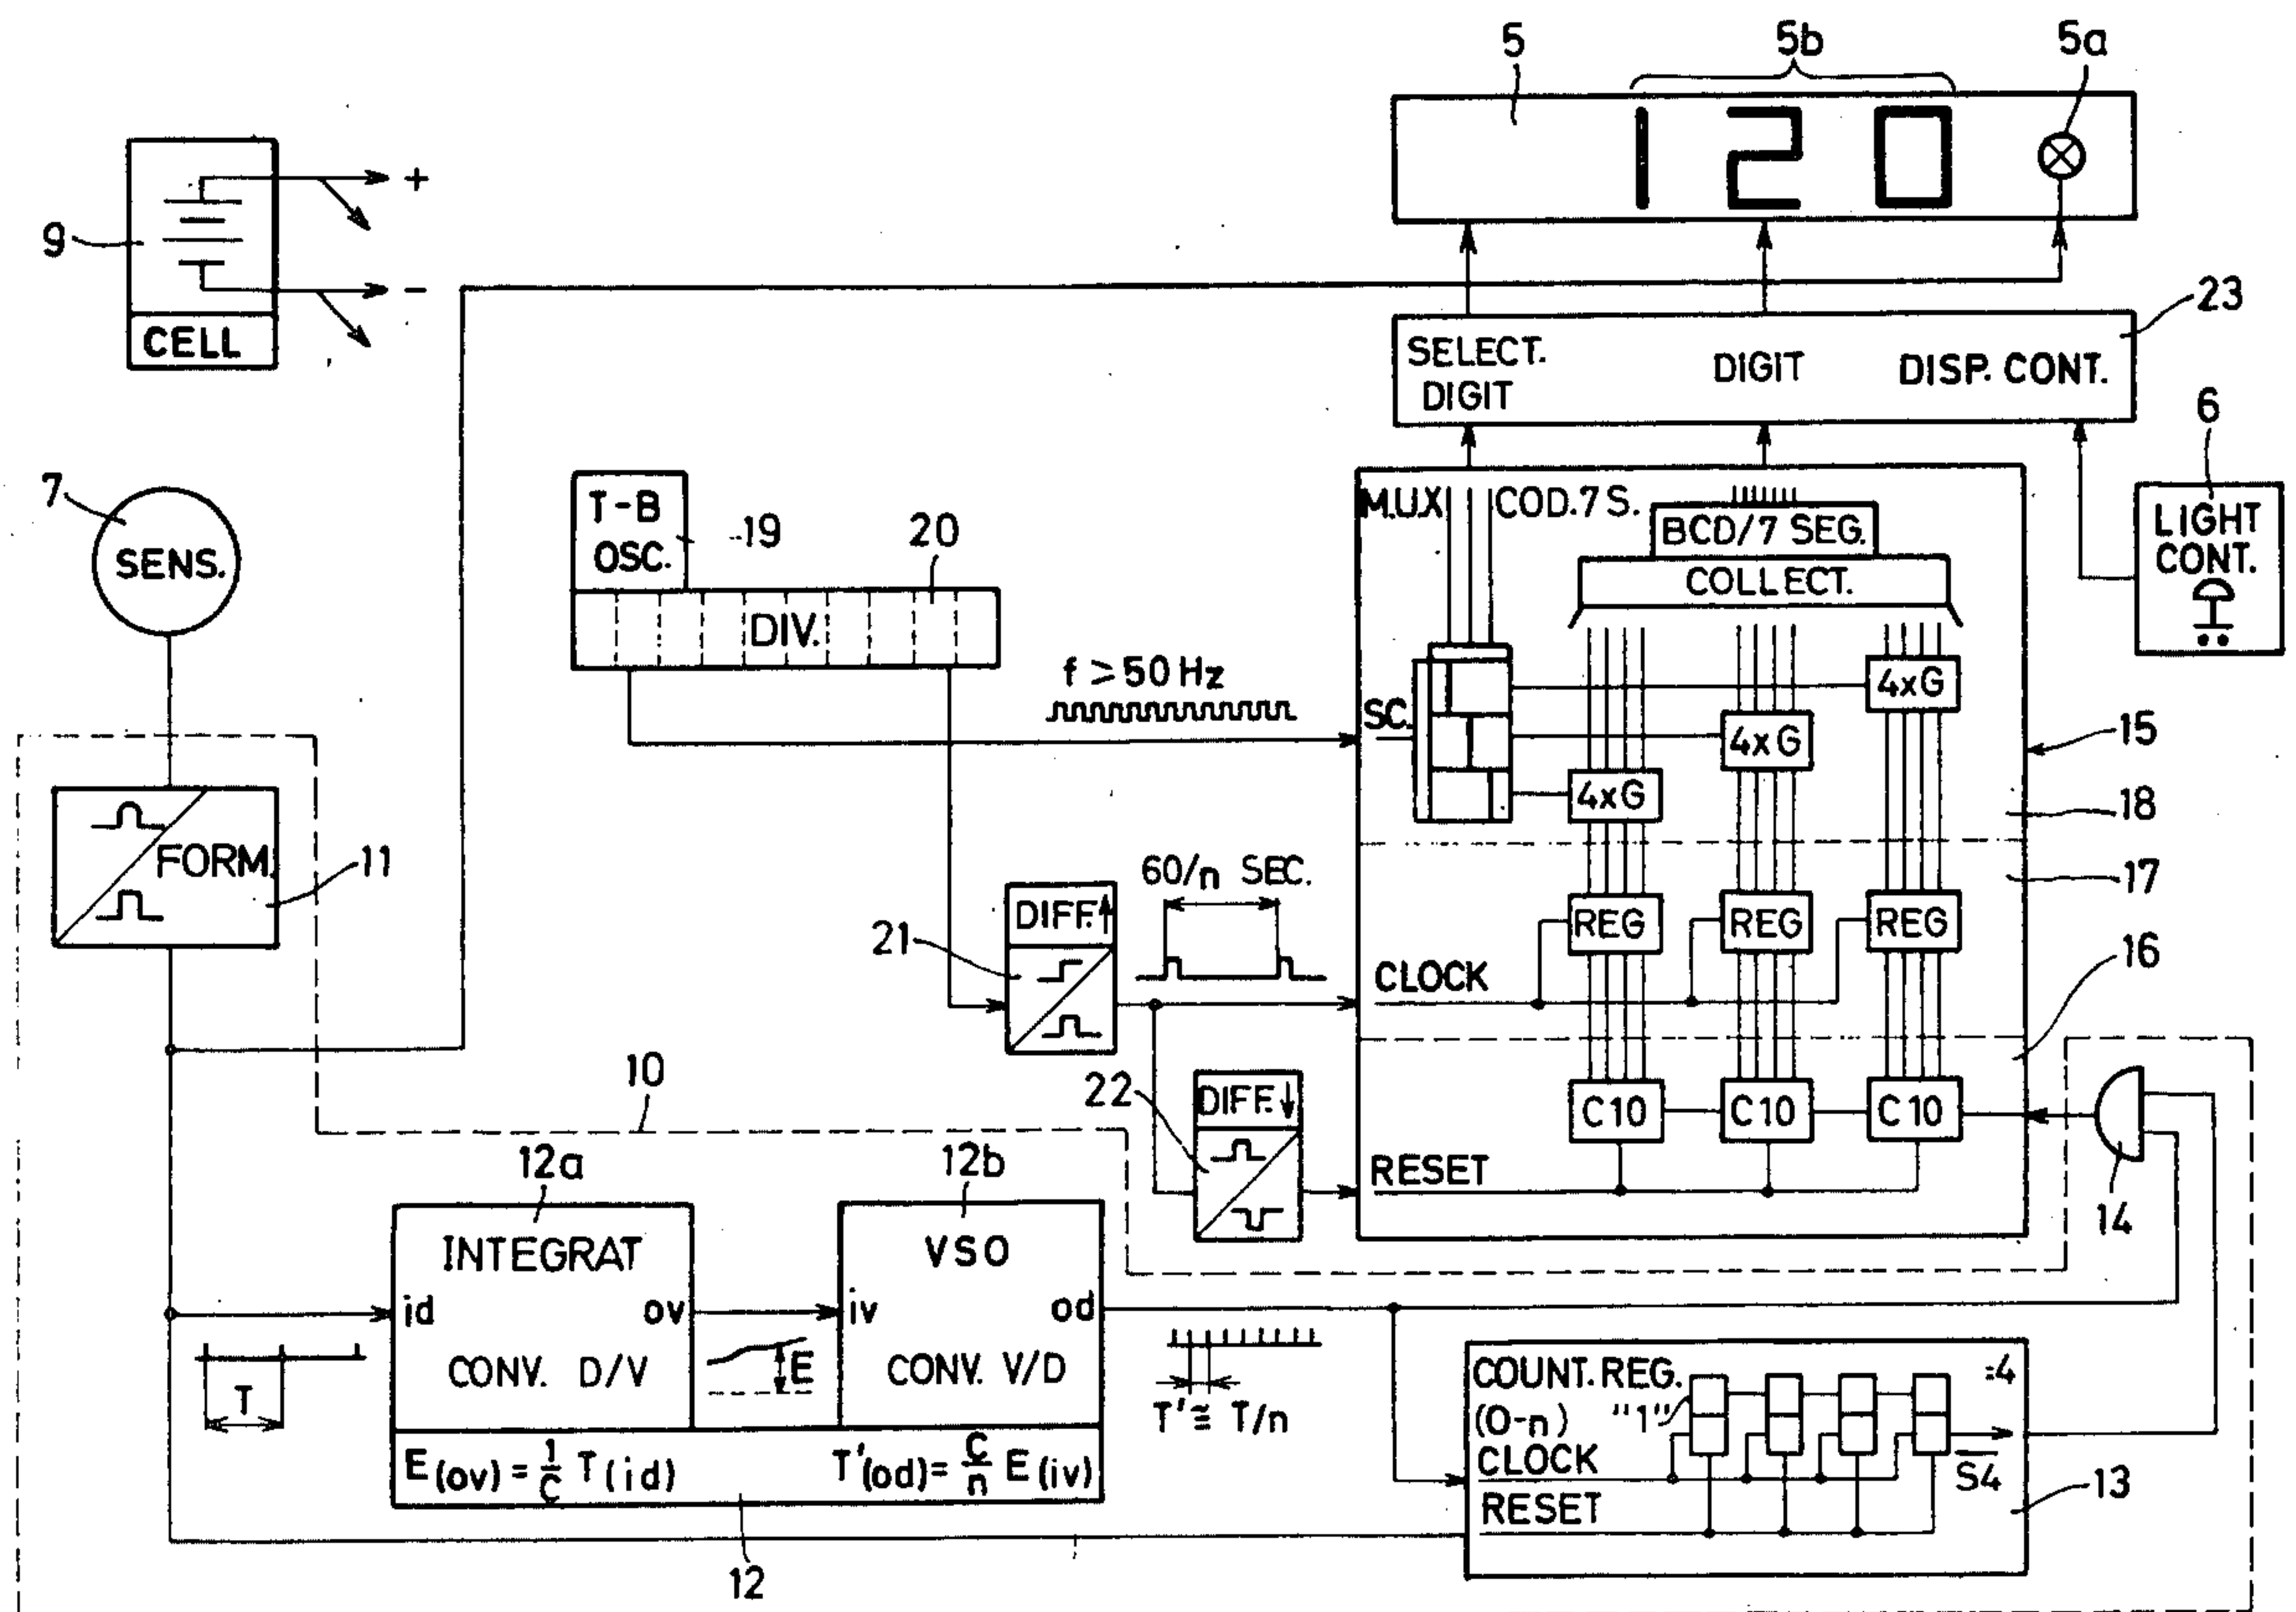 5
5b
5a
120
+
9
-
CELL
23
SELECT.
DIGIT
DIGIT
DISP. CONT.
6
7
SENS.
T-B
OSC.
19
20
M.U.X
COD.7 S.
BCD/7 SEG.
COLLECT.
LIGHT
CONT.
DIV.
f ≥ 50 Hz
SC.
4xG
4xG
4xG
15
18
FORM.
11
60/n SEC.
17
DIFF.↑
21
REG
REG
REG
CLOCK
16
10
22
DIFF.↓
C10
C10
C10
RESET
14
12a
12b
INTEGRAT
VSO
id
ov
iv
od
CONV. D/V
E
CONV. V/D
T
T' ≅ T/n
E(ov) = 1/C T(id)
T'(od) = C/n E(iv)
COUNT. REG.
:4
(0-n)
"1"
CLOCK
S̅4̅
RESET
13
12